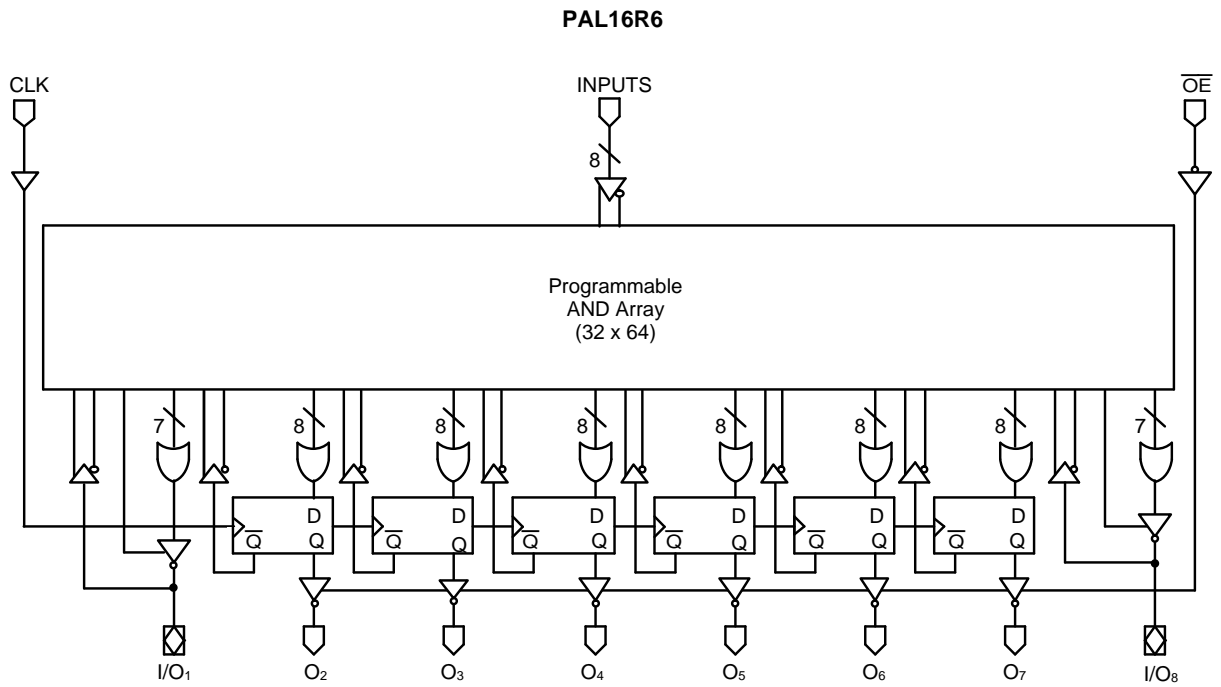 PAL16R6
CLK
INPUTS
O̅E̅
8
Programmable
AND Array
(32 x 64)
7
8
8
8
8
8
8
7
D
D
D
D
D
D
Q̅
Q
Q̅
Q
Q̅
Q
Q̅
Q
Q̅
Q
Q̅
Q
I/O₁
O₂
O₃
O₄
O₅
O₆
O₇
I/O₈